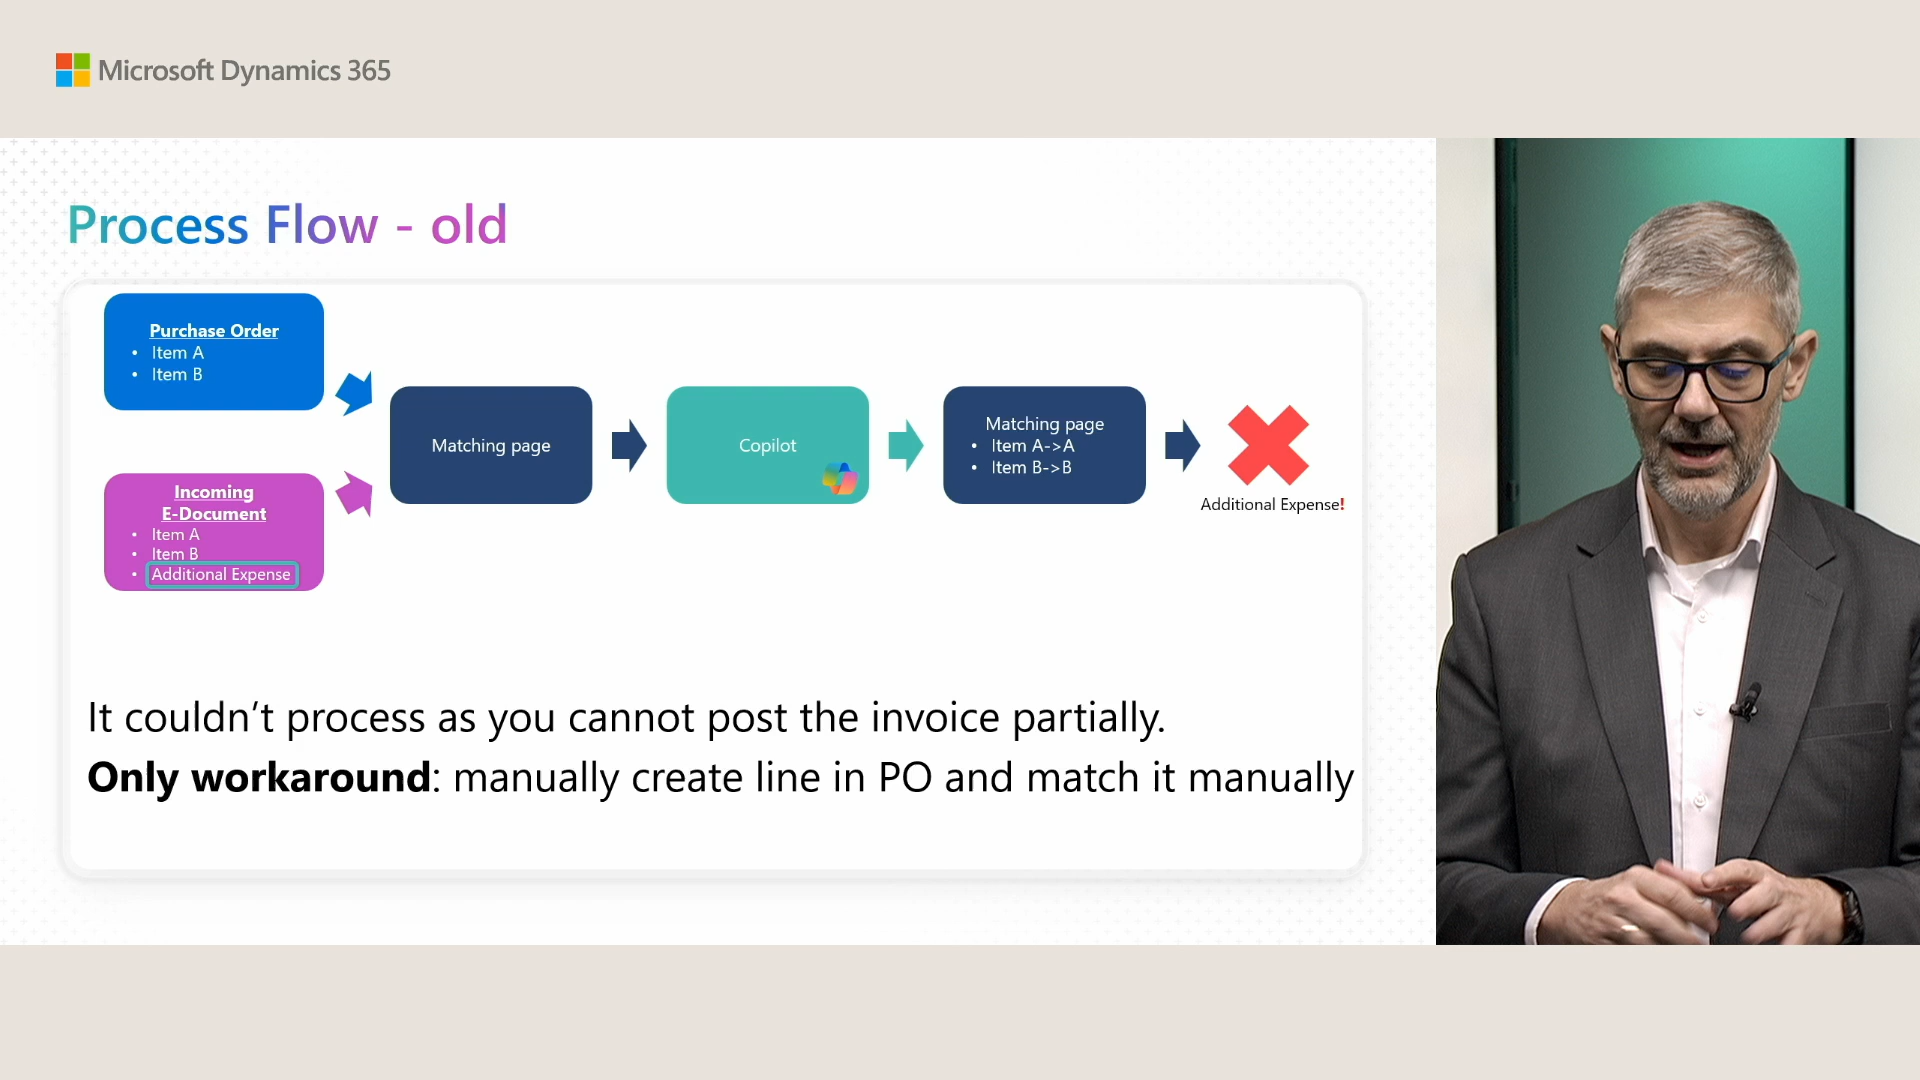 Microsoft Dynamics 365
Process Flow - old
Purchase Order
• Item A
• Item B
Incoming
E-Document
• Item A
• Item B
• Additional Expense
Matching page
Copilot
Matching page
• Item A->A
• Item B->B
Additional Expense!
It couldn’t process as you cannot post the invoice partially.
Only workaround: manually create line in PO and match it manually